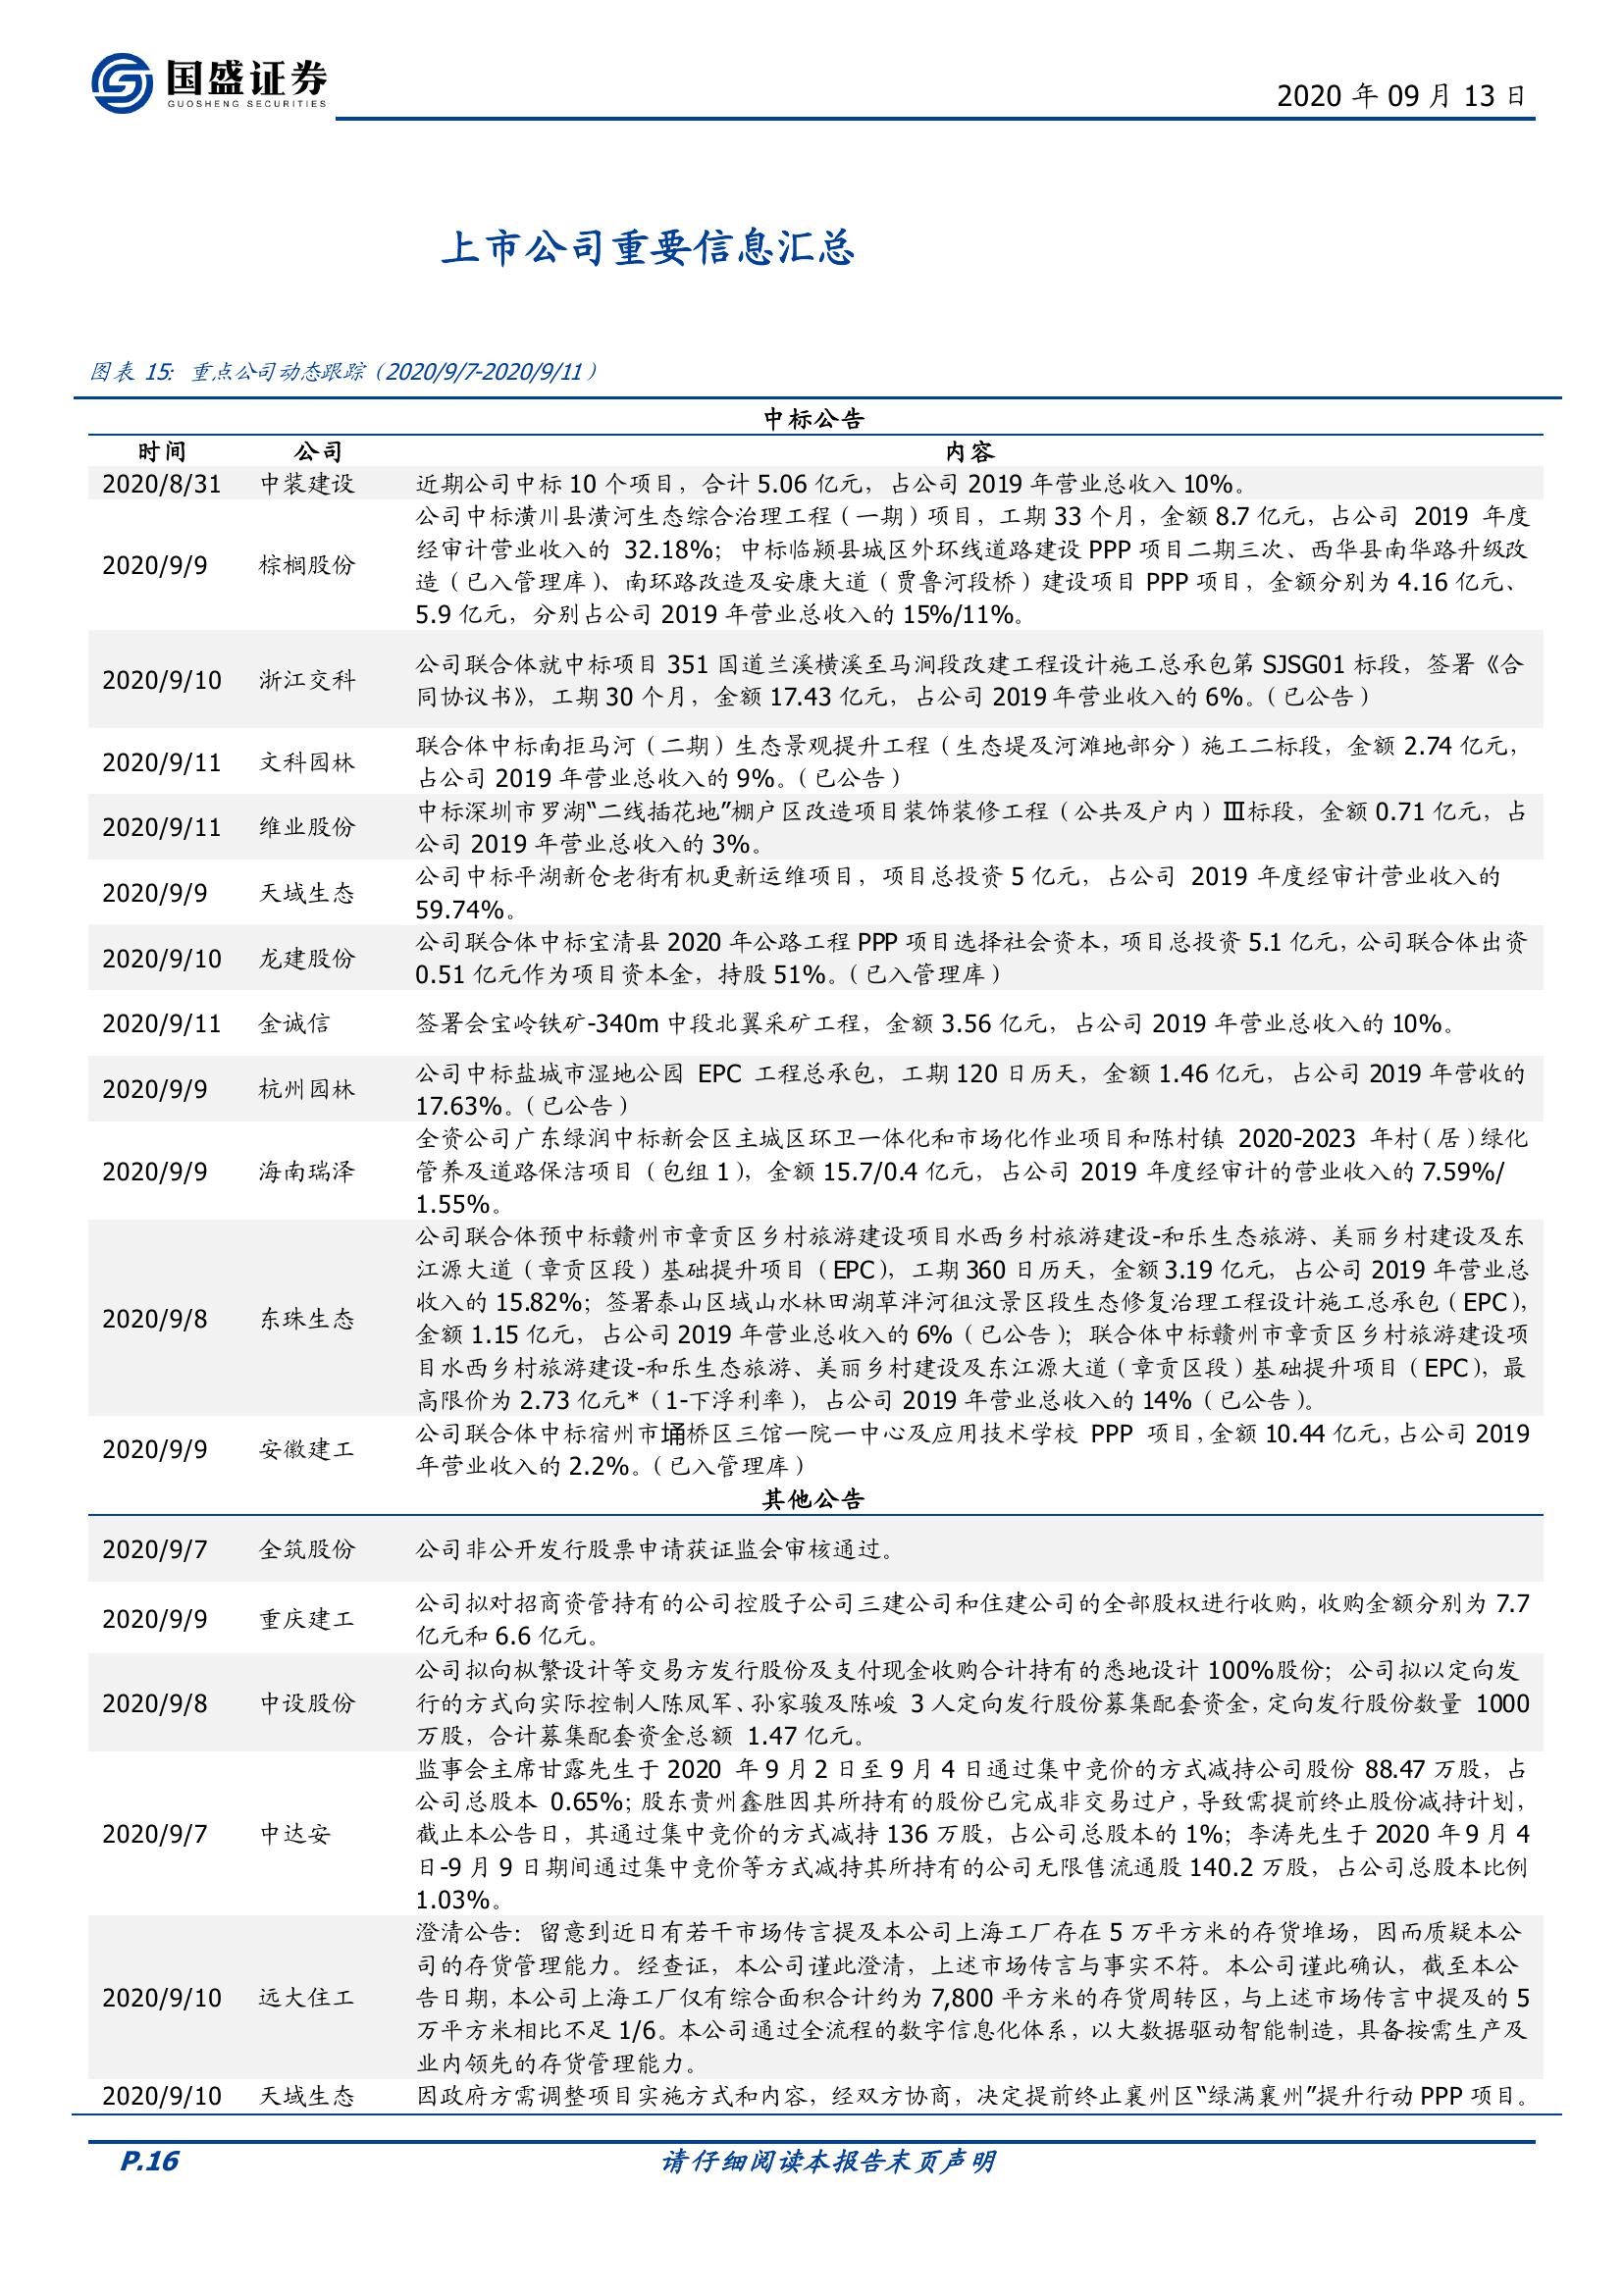 国盛证券
GUOSHENG SECURITIES
2020 年 09 月 13 日
上市公司重要信息汇总
图表 15: 重点公司动态跟踪（2020/9/7-2020/9/11）
中标公告
时间 公司 内容
2020/8/31 中装建设 近期公司中标 10 个项目，合计 5.06 亿元，占公司 2019 年营业总收入 10%。
2020/9/9 棕榈股份 公司中标潢川县潢河生态综合治理工程（一期）项目，工期 33 个月，金额 8.7 亿元，占公司 2019 年度
经审计营业收入的 32.18%；中标临颍县城区外环线道路建设 PPP 项目二期三次、西华县南华路升级改
造（已入管理库）、南环路改造及安康大道（贾鲁河段桥）建设项目 PPP 项目，金额分别为 4.16 亿元、
5.9 亿元，分别占公司 2019 年营业总收入的 15%/11%。
2020/9/10 浙江交科 公司联合体就中标项目 351 国道兰溪横溪至马涧段改建工程设计施工总承包第 SJSG01 标段，签署《合
同协议书》，工期 30 个月，金额 17.43 亿元，占公司 2019 年营业收入的 6%。（已公告）
2020/9/11 文科园林 联合体中标南拒马河（二期）生态景观提升工程（生态堤及河滩地部分）施工二标段，金额 2.74 亿元，
占公司 2019 年营业总收入的 9%。（已公告）
2020/9/11 维业股份 中标深圳市罗湖“二线插花地”棚户区改造项目装饰装修工程（公共及户内）Ⅲ标段，金额 0.71 亿元，占
公司 2019 年营业总收入的 3%。
2020/9/9 天域生态 公司中标平湖新仓老街有机更新运维项目，项目总投资 5 亿元，占公司 2019 年度经审计营业收入的
59.74%。
2020/9/10 龙建股份 公司联合体中标宝清县 2020 年公路工程 PPP 项目选择社会资本，项目总投资 5.1 亿元，公司联合体出资
0.51 亿元作为项目资本金，持股 51%。（已入管理库）
2020/9/11 金诚信 签署会宝岭铁矿-340m 中段北翼采矿工程，金额 3.56 亿元，占公司 2019 年营业总收入的 10%。
2020/9/9 杭州园林 公司中标盐城市湿地公园 EPC 工程总承包，工期 120 日历天，金额 1.46 亿元，占公司 2019 年营收的
17.63%。（已公告）
2020/9/9 海南瑞泽 全资公司广东绿润中标新会区主城区环卫一体化和市场化作业项目和陈村镇 2020-2023 年村（居）绿化
管养及道路保洁项目（包组 1），金额 15.7/0.4 亿元，占公司 2019 年度经审计的营业收入的 7.59%/
1.55%。
2020/9/8 东珠生态 公司联合体预中标赣州市章贡区乡村旅游建设项目水西乡村旅游建设-和乐生态旅游、美丽乡村建设及东
江源大道（章贡区段）基础提升项目（EPC），工期 360 日历天，金额 3.19 亿元，占公司 2019 年营业总
收入的 15.82%；签署泰山区域山水林田湖草泮河徂汶景区段生态修复治理工程设计施工总承包（EPC），
金额 1.15 亿元，占公司 2019 年营业总收入的 6%（已公告）；联合体中标赣州市章贡区乡村旅游建设项
目水西乡村旅游建设-和乐生态旅游、美丽乡村建设及东江源大道（章贡区段）基础提升项目（EPC），最
高限价为 2.73 亿元*（1-下浮利率），占公司 2019 年营业总收入的 14%（已公告）。
2020/9/9 安徽建工 公司联合体中标宿州市埇桥区三馆一院一中心及应用技术学校 PPP 项目，金额 10.44 亿元，占公司 2019
年营业收入的 2.2%。（已入管理库）
其他公告
2020/9/7 全筑股份 公司非公开发行股票申请获证监会审核通过。
2020/9/9 重庆建工 公司拟对招商资管持有的公司控股子公司三建公司和住建公司的全部股权进行收购，收购金额分别为 7.7
亿元和 6.6 亿元。
2020/9/8 中设股份 公司拟向枞繁设计等交易方发行股份及支付现金收购合计持有的悉地设计 100%股份；公司拟以定向发
行的方式向实际控制人陈凤军、孙家骏及陈峻 3 人定向发行股份募集配套资金，定向发行股份数量 1000
万股，合计募集配套资金总额 1.47 亿元。
2020/9/7 中达安 监事会主席甘露先生于 2020 年 9 月 2 日至 9 月 4 日通过集中竞价的方式减持公司股份 88.47 万股，占
公司总股本 0.65%；股东贵州鑫胜因其所持有的股份已完成非交易过户，导致需提前终止股份减持计划，
截止本公告日，其通过集中竞价的方式减持 136 万股，占公司总股本的 1%；李涛先生于 2020 年 9 月 4
日-9 月 9 日期间通过集中竞价等方式减持其所持有的公司无限售流通股 140.2 万股，占公司总股本比例
1.03%。
2020/9/10 远大住工 澄清公告：留意到近日有若干市场传言提及本公司上海工厂存在 5 万平方米的存货堆场，因而质疑本公
司的存货管理能力。经查证，本公司谨此澄清，上述市场传言与事实不符。本公司谨此确认，截至本公
告日期，本公司上海工厂仅有综合面积合计约为 7,800 平方米的存货周转区，与上述市场传言中提及的 5
万平方米相比不足 1/6。本公司通过全流程的数字信息化体系，以大数据驱动智能制造，具备按需生产及
业内领先的存货管理能力。
2020/9/10 天域生态 因政府方需调整项目实施方式和内容，经双方协商，决定提前终止襄州区“绿满襄州”提升行动 PPP 项目。
P.16 请仔细阅读本报告末页声明